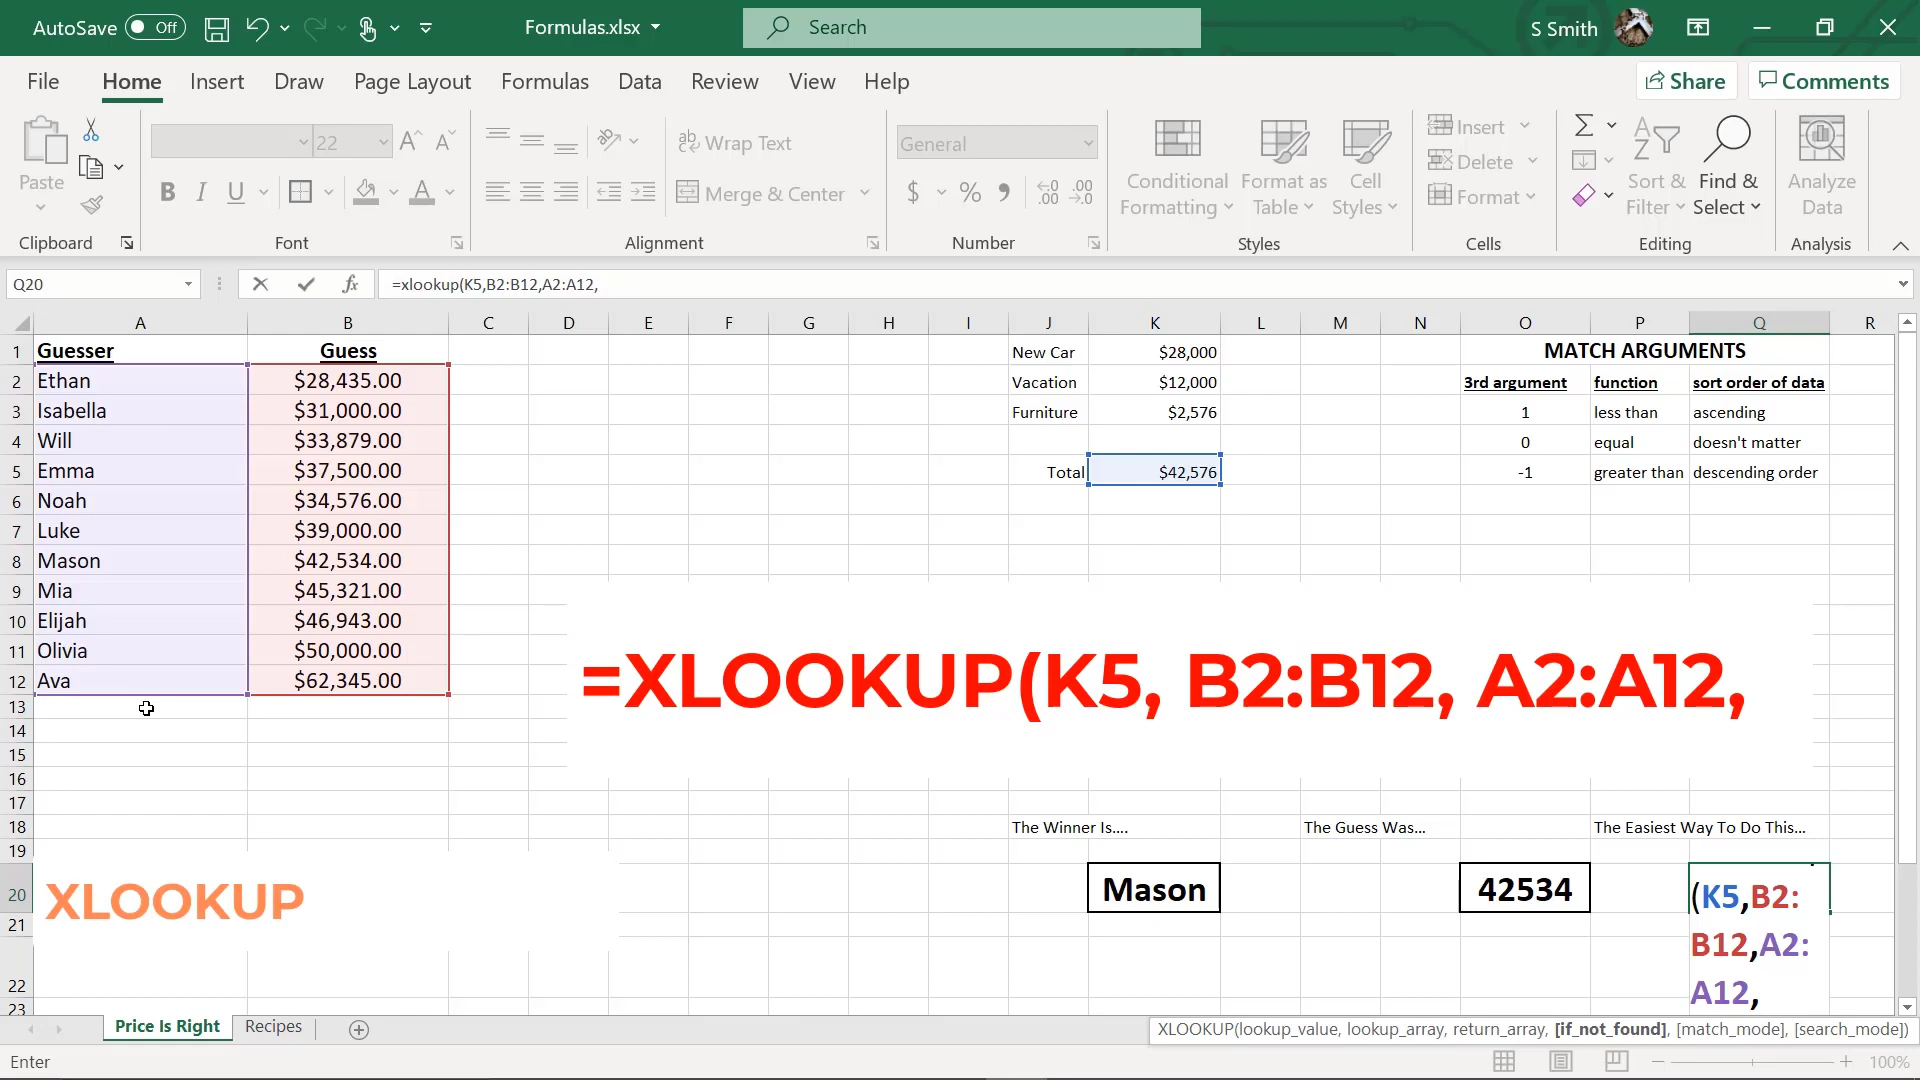 AutoSave Off Formulas.xlsx Search S Smith
File Home Insert Draw Page Layout Formulas Data Review View Help Share Comments
Paste 22 Wrap Text General Conditional Formatting Format as Table Cell Styles Insert Sort & Filter Find & Select Analyze Data
B I U Merge & Center $ % Delete
Format
Clipboard Font Alignment Number Styles Cells Editing Analysis
Q20 fx =xlookup(K5,B2:B12,A2:A12,
A B C D E F G H I J K L M N O P Q R
1 Guesser Guess New Car $28,000 MATCH ARGUMENTS
2 Ethan $28,435.00 Vacation $12,000 3rd argument function sort order of data
3 Isabella $31,000.00 Furniture $2,576 1 less than ascending
4 Will $33,879.00 0 equal doesn't matter
5 Emma $37,500.00 Total $42,576 -1 greater than descending order
6 Noah $34,576.00
7 Luke $39,000.00
8 Mason $42,534.00
9 Mia $45,321.00
10 Elijah $46,943.00
11 Olivia $50,000.00
12 Ava $62,345.00
=XLOOKUP(K5, B2:B12, A2:A12,
13
14
15
16
17
18 The Winner Is.... The Guess Was... The Easiest Way To Do This...
19
20 XLOOKUP Mason 42534 (K5,B2:
21
B12,A2:
22 A12,
23
Price Is Right Recipes XLOOKUP(lookup_value, lookup_array, return_array, [if_not_found], [match_mode], [search_mode])
Enter 100%